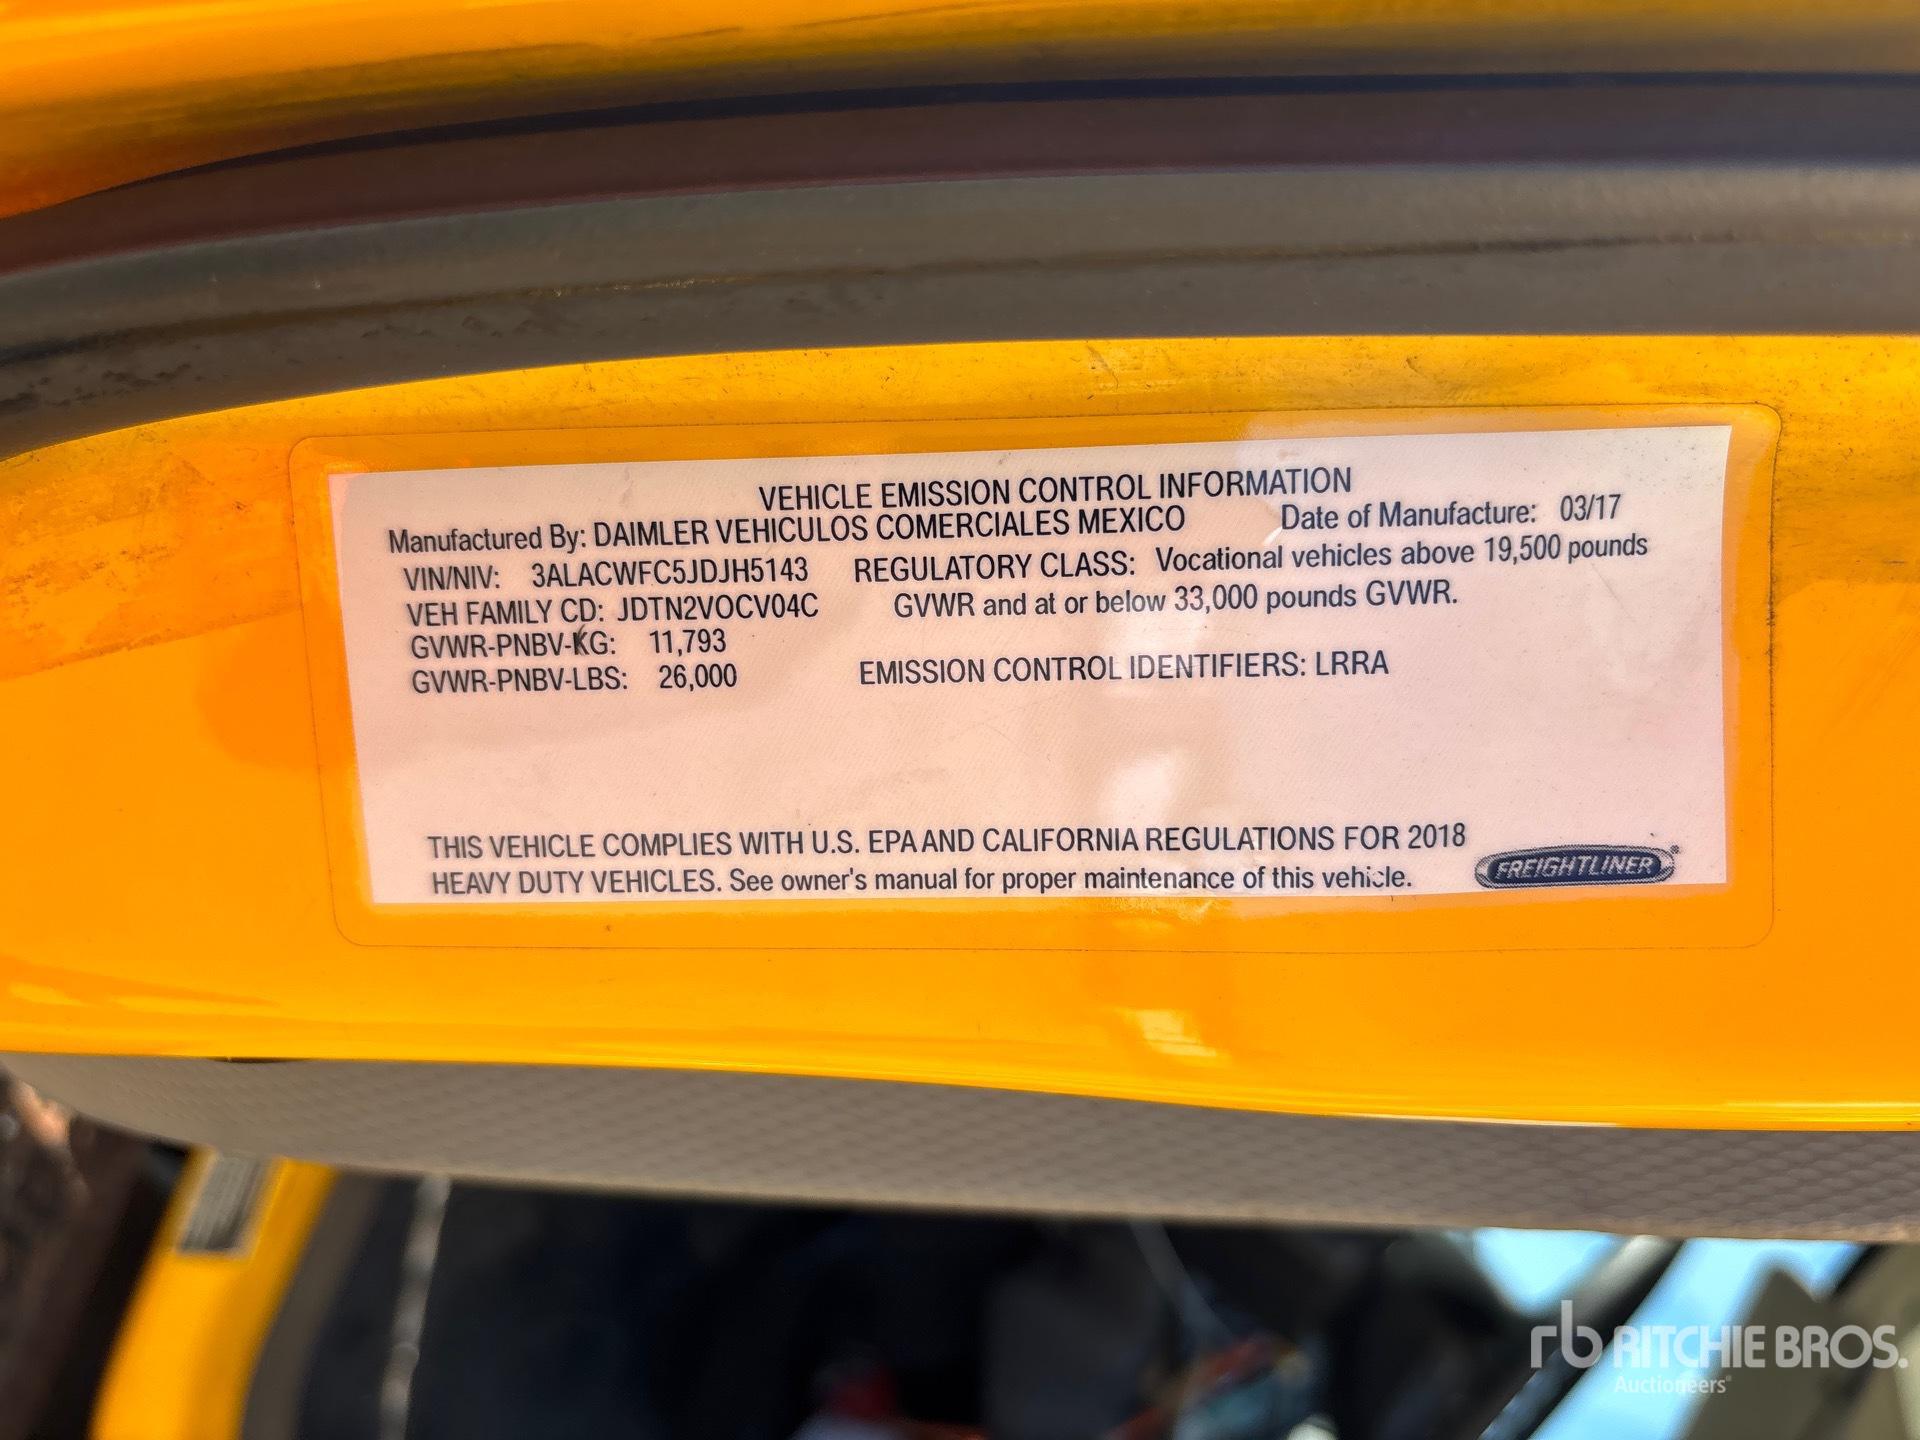 VEHICLE EMISSION CONTROL INFORMATION
Manufactured By: DAIMLER VEHICULOS COMERCIALES MEXICO Date of Manufacture: 03/17
VIN/NIV: 3ALACWFC5JDJH5143 REGULATORY CLASS: Vocational vehicles above 19,500 pounds
VEH FAMILY CD: JDTN2VOCV04C GVWR and at or below 33,000 pounds GVWR.
GVWR-PNBV-KG: 11,793
GVWR-PNBV-LBS: 26,000 EMISSION CONTROL IDENTIFIERS: LRRA
THIS VEHICLE COMPLIES WITH U.S. EPA AND CALIFORNIA REGULATIONS FOR 2018
HEAVY DUTY VEHICLES. See owner's manual for proper maintenance of this vehicle.
FREIGHTLINER®
rb RITCHIE BROS.
Auctioneers®